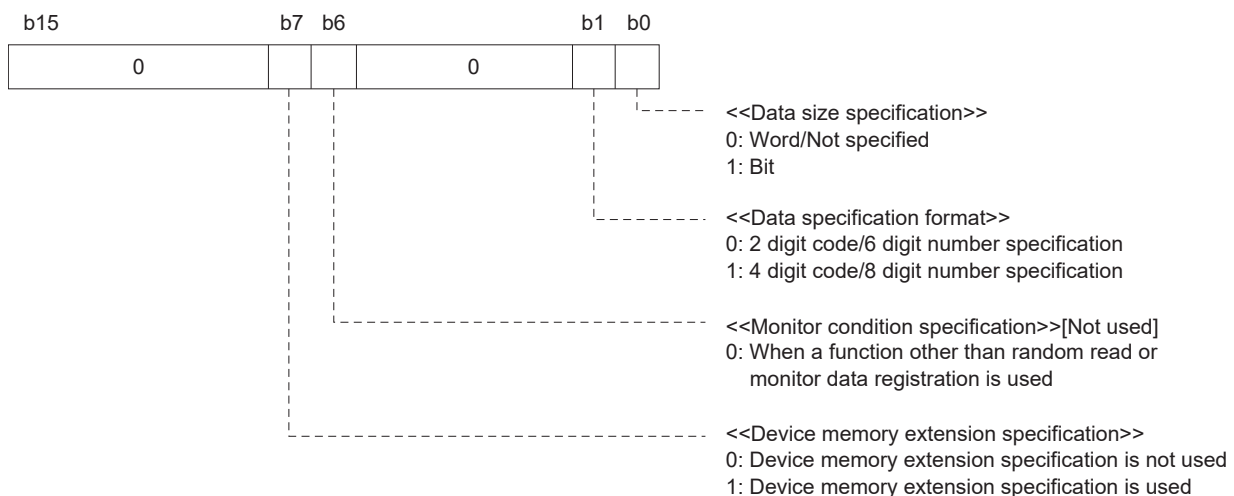 b15 b7 b6 b1 b0
0 0
<<Data size specification>>
0: Word/Not specified
1: Bit
<<Data specification format>>
0: 2 digit code/6 digit number specification
1: 4 digit code/8 digit number specification
<<Monitor condition specification>>[Not used]
0: When a function other than random read or
monitor data registration is used
<<Device memory extension specification>>
0: Device memory extension specification is not used
1: Device memory extension specification is used